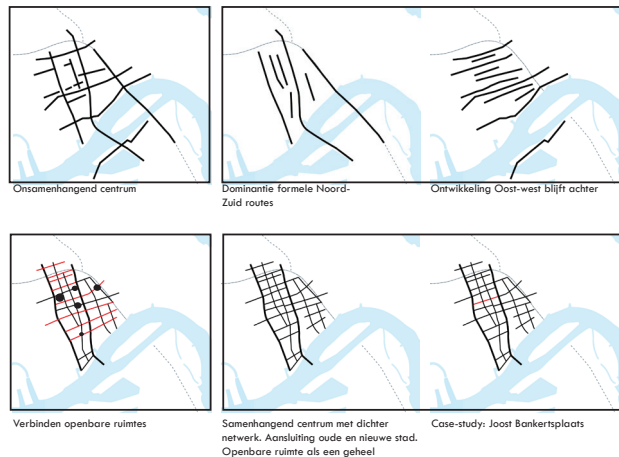 Onsamenhangend centrum
Dominantie formele Noord-
Zuid routes
Ontwikkeling Oost-west blijft achter
Verbinden openbare ruimtes
Samenhangend centrum met dichter
netwerk. Aansluiting oude en nieuwe stad.
Openbare ruimte als een geheel
Case-study: Joost Bankertsplaats